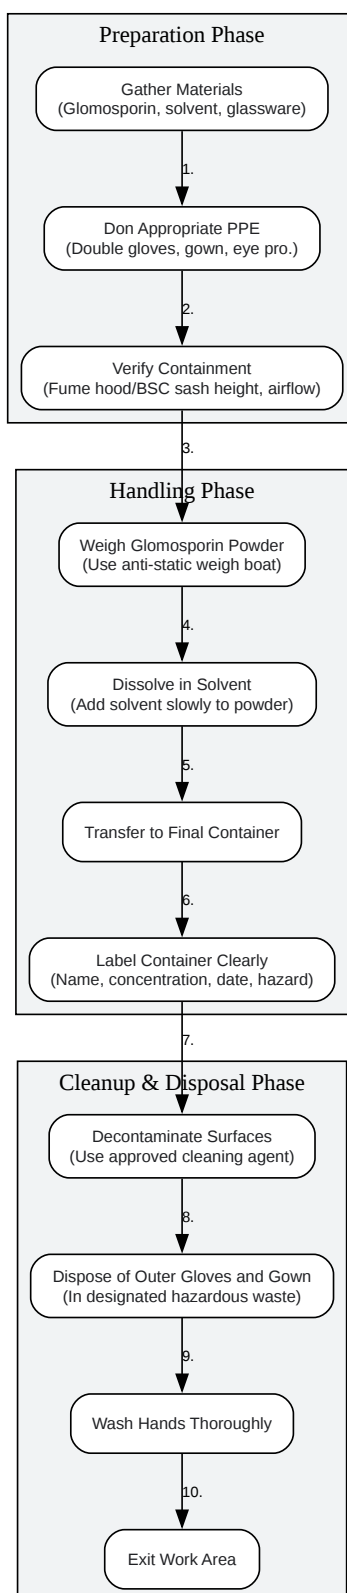 Preparation Phase
Gather Materials
(Glomosporin, solvent, glassware)
1.
Don Appropriate PPE
(Double gloves, gown, eye pro.)
2.
Verify Containment
(Fume hood/BSC sash height, airflow)
3.
Handling Phase
Weigh Glomosporin Powder
(Use anti-static weigh boat)
4.
Dissolve in Solvent
(Add solvent slowly to powder)
5.
Transfer to Final Container
6.
Label Container Clearly
(Name, concentration, date, hazard)
7.
Cleanup & Disposal Phase
Decontaminate Surfaces
(Use approved cleaning agent)
8.
Dispose of Outer Gloves and Gown
(In designated hazardous waste)
9.
Wash Hands Thoroughly
10.
Exit Work Area